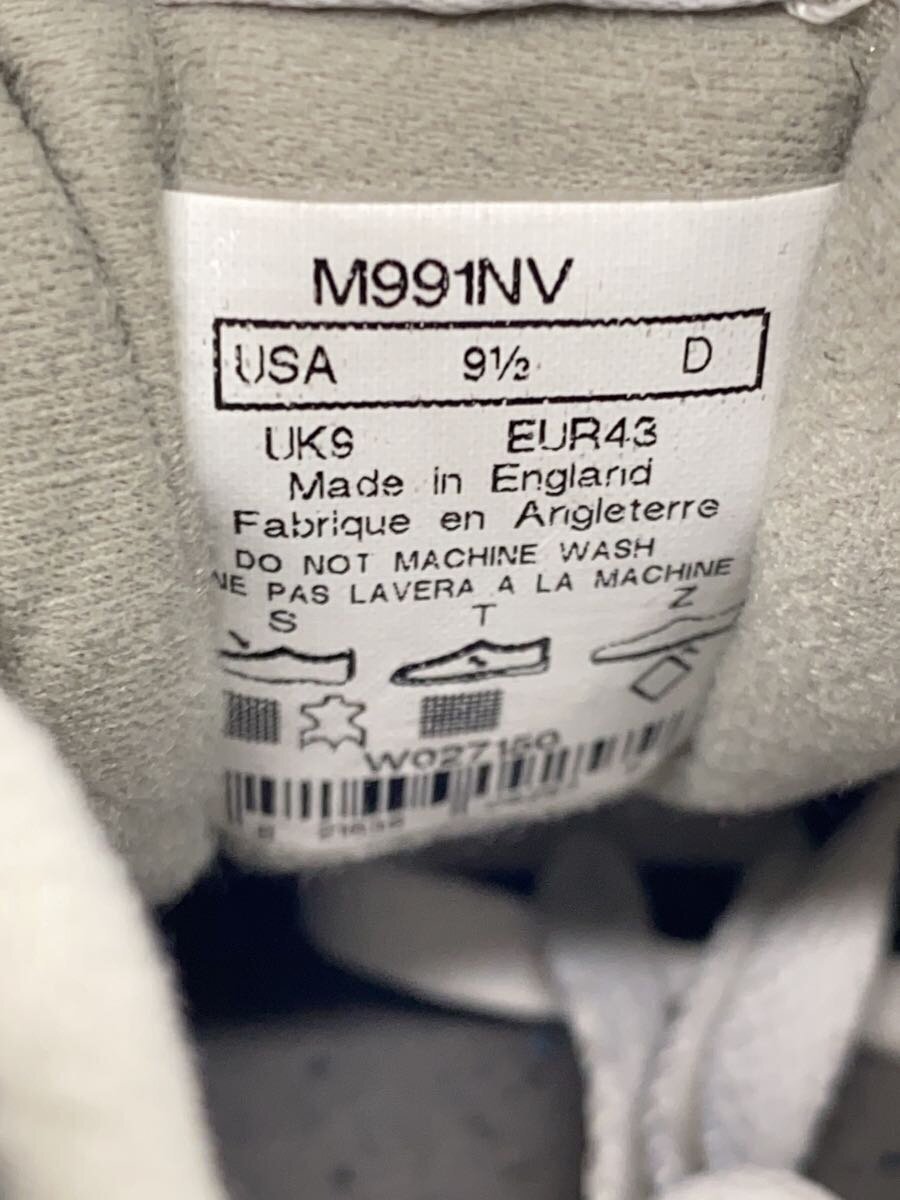 M991NV
USA 9½ D
UK9 EUR43
Made in England
Fabrique en Angleterre
DO NOT MACHINE WASH
NE PAS LAVERA A LA MACHINE
S T Z